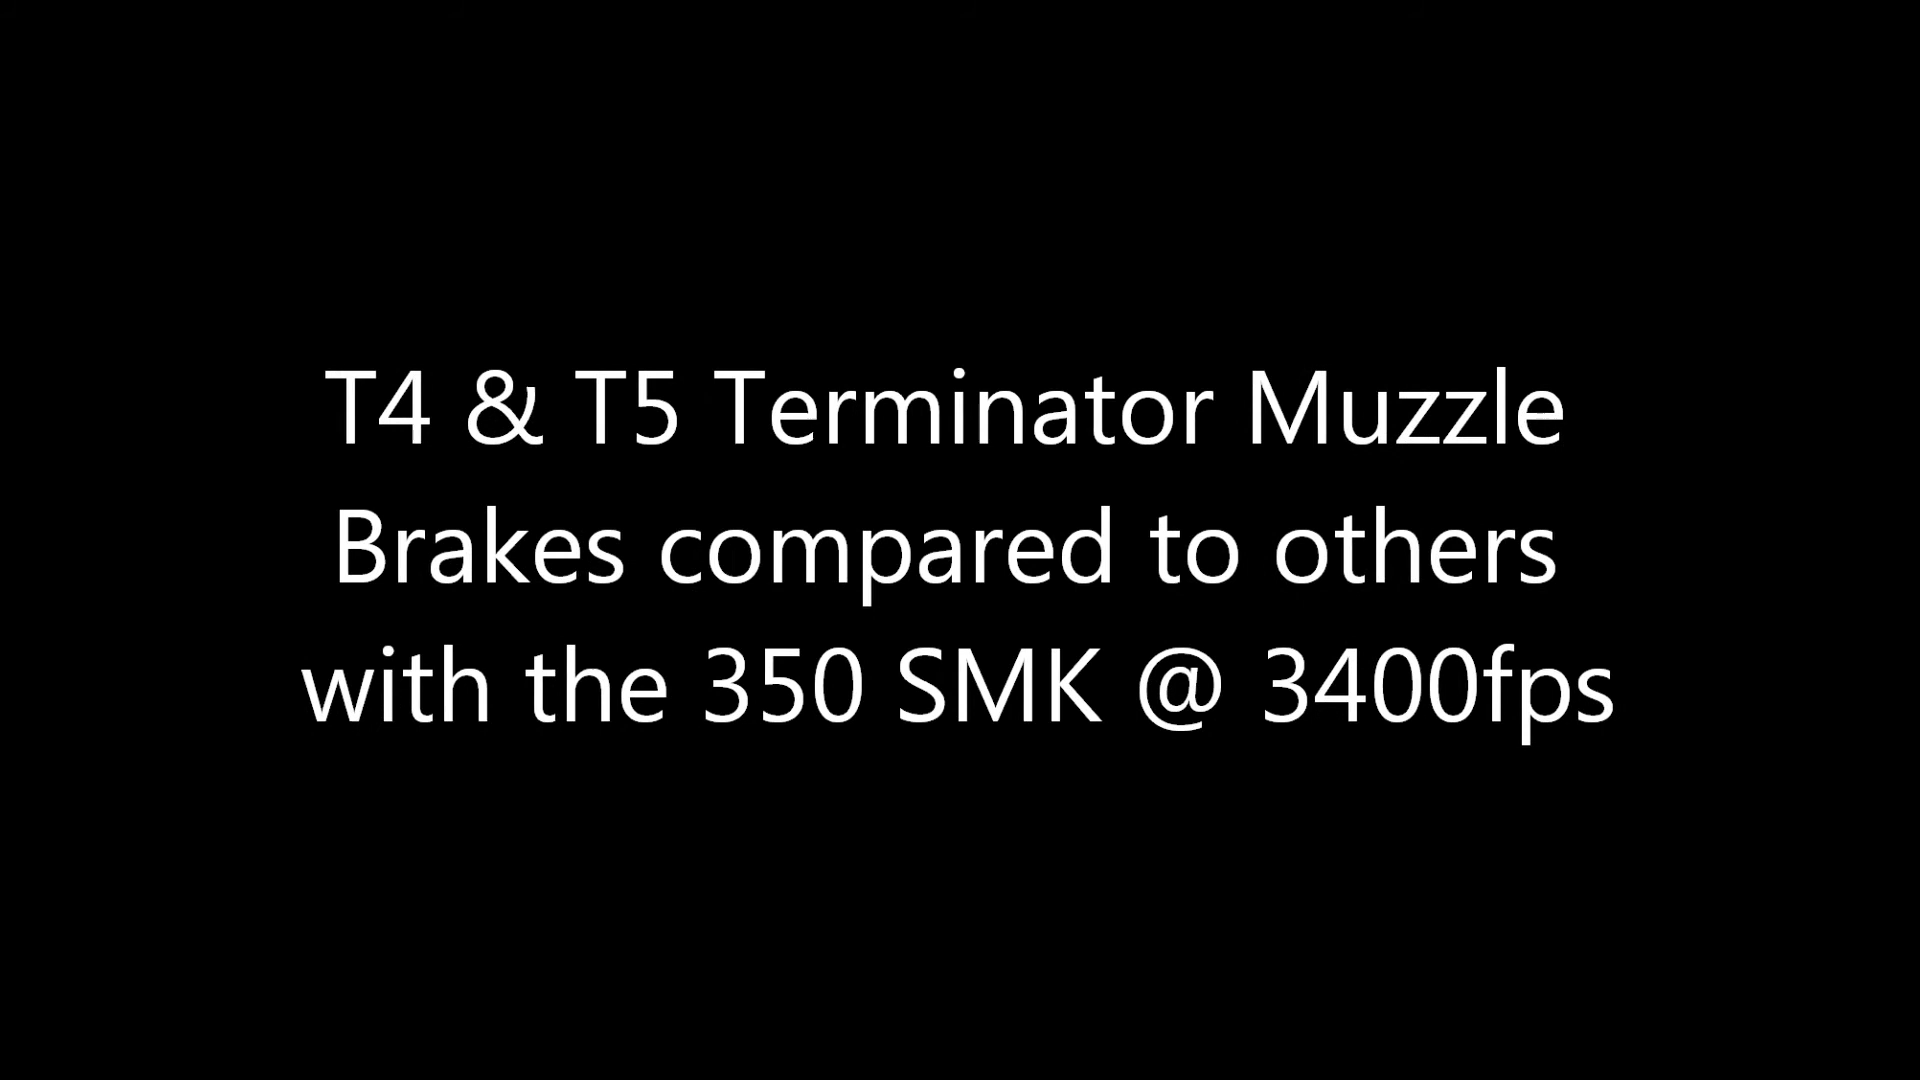 T4 & T5 Terminator Muzzle
Brakes compared to others
with the 350 SMK @ 3400fps